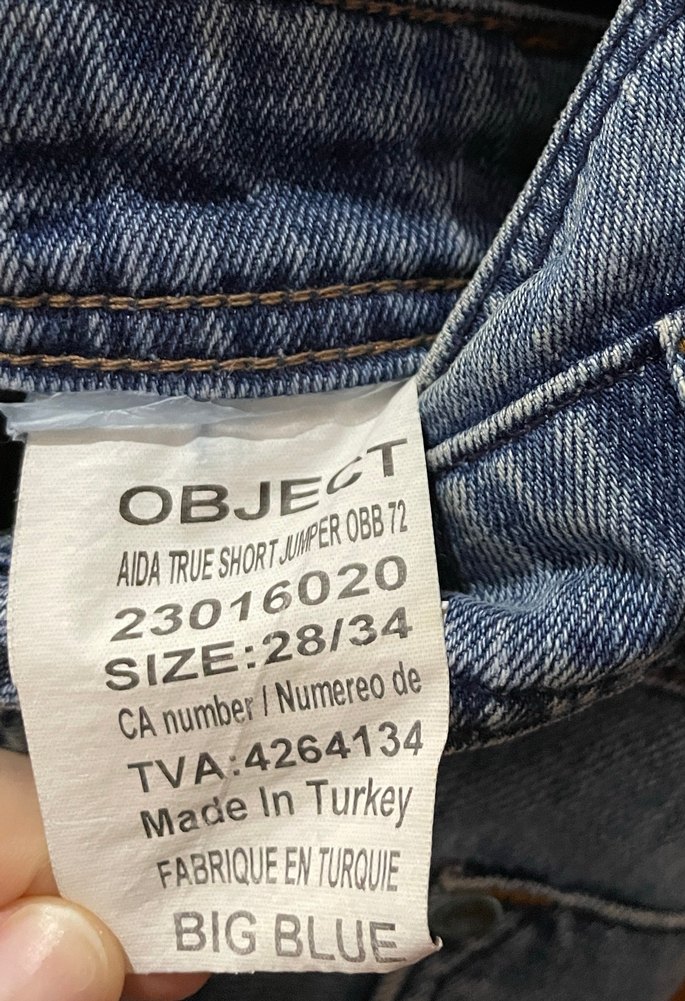 OBJECT
AIDA TRUE SHORT JUMPER OBB 72
23016020
SIZE:28/34
CA number / Numereo de
TVA:4264134
Made In Turkey
FABRIQUE EN TURQUIE
BIG BLUE